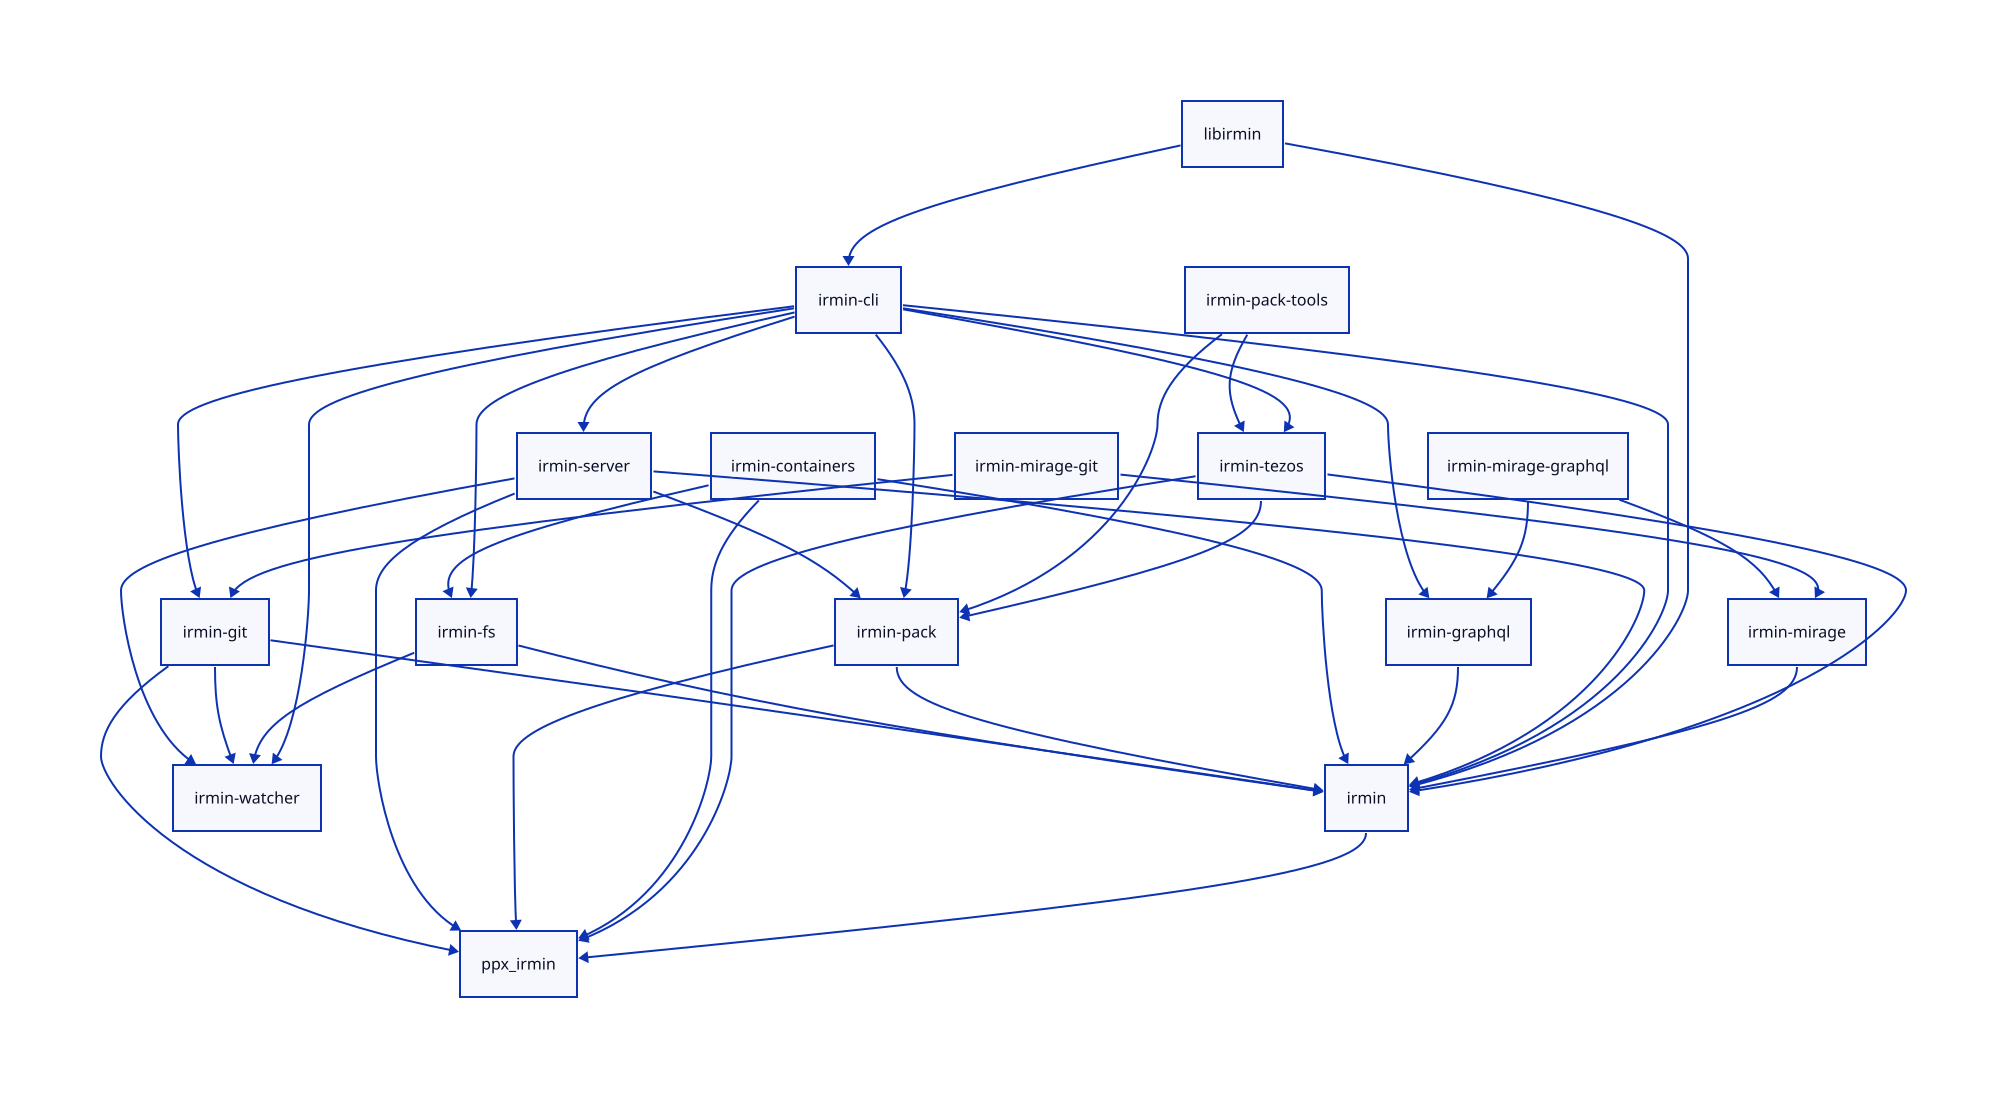 libirmin
irmin-cli
irmin-pack-tools
irmin-server
irmin-containers
irmin-mirage-git
irmin-tezos
irmin-mirage-graphql
irmin-git
irmin-fs
irmin-pack
irmin-graphql
irmin-mirage
irmin-watcher
irmin
ppx_irmin